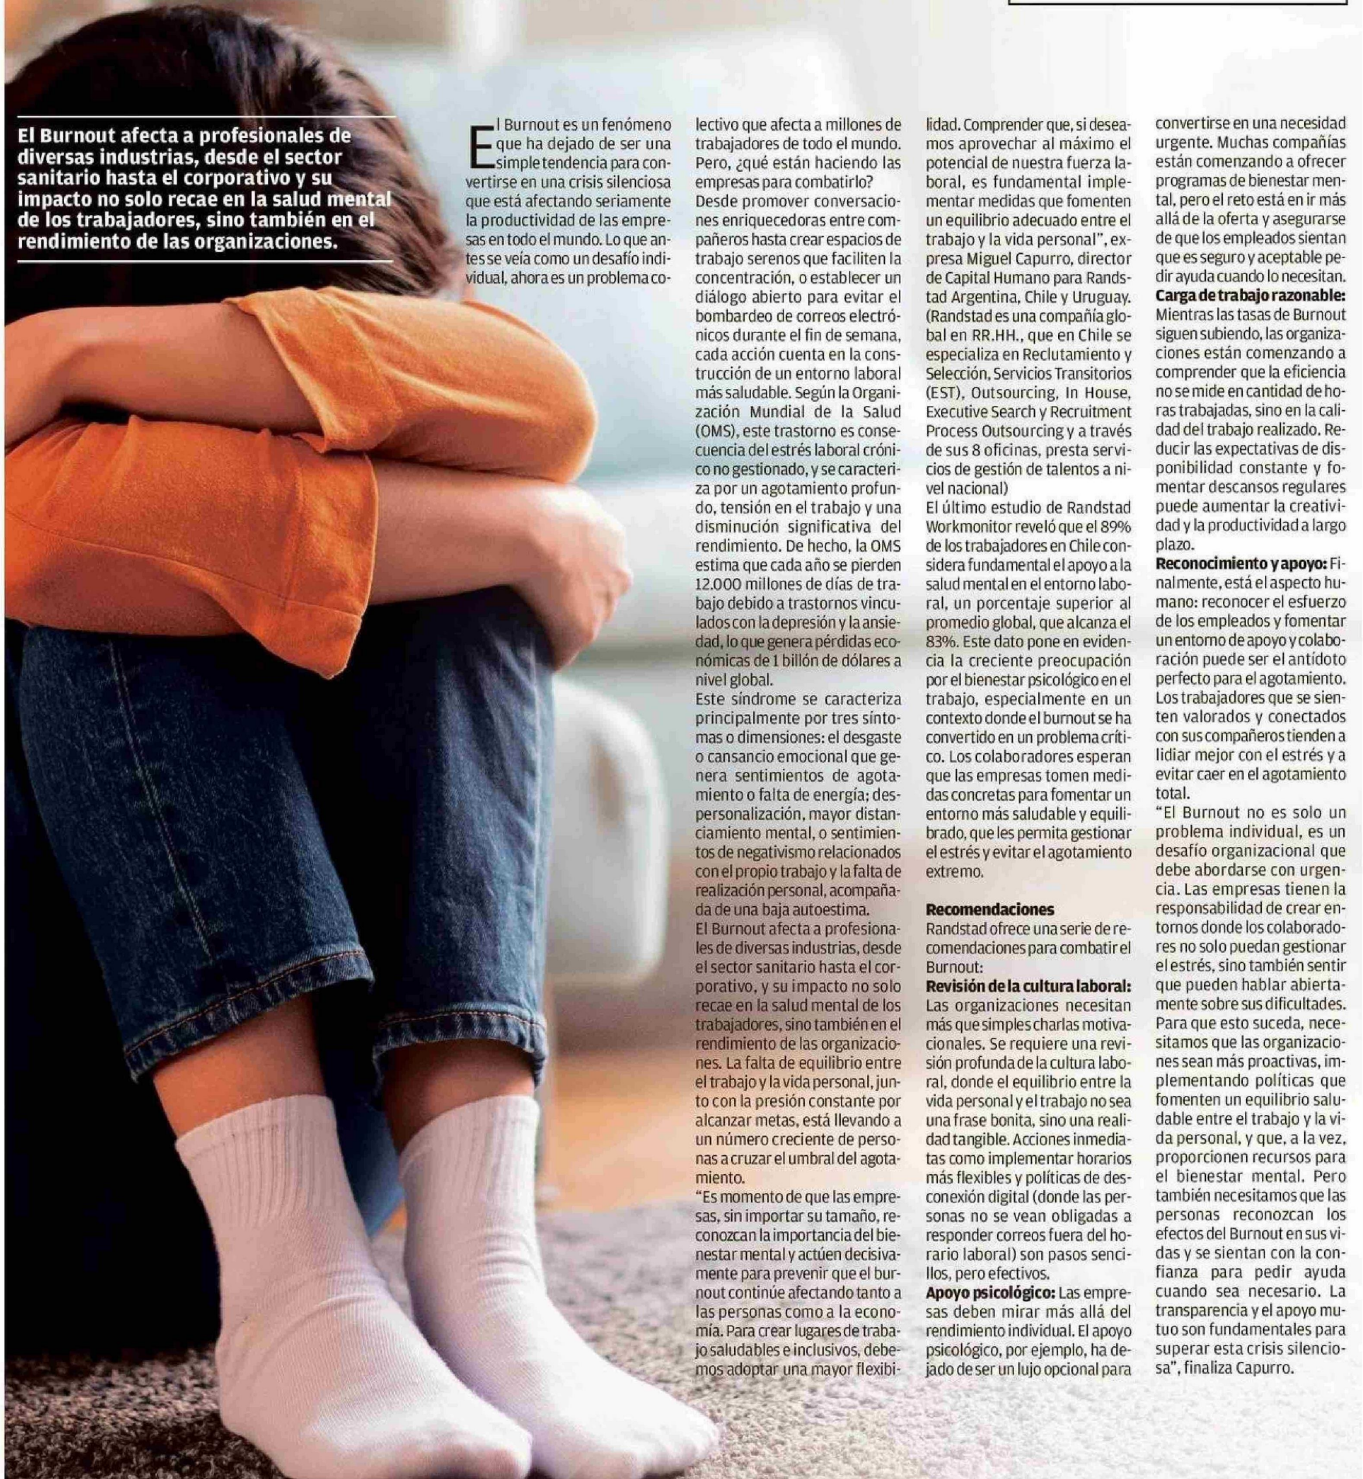 El Burnout afecta a profesionales de
diversas industrias, desde el sector
sanitario hasta el corporativo y su
impacto no solo recae en la salud mental
de los trabajadores, sino también en el
rendimiento de las organizaciones.
El Burnout es un fenómeno
que ha dejado de ser una
simple tendencia para con-
vertirse en una crisis silenciosa
que está afectando seriamente
la productividad de las empre-
sas en todo el mundo. Lo que an-
tes se veía como un desafío indi-
vidual, ahora es un problema co-
lectivo que afecta a millones de
trabajadores de todo el mundo.
Pero, ¿qué están haciendo las
empresas para combatirlo?
Desde promover conversacio-
nes enriquecedoras entre com-
pañeros hasta crear espacios de
trabajo serenos que faciliten la
concentración, o establecer un
diálogo abierto para evitar el
bombardeo de correos electró-
nicos durante el fin de semana,
cada acción cuenta en la cons-
trucción de un entorno laboral
más saludable. Según la Organi-
zación Mundial de la Salud
(OMS), este trastorno es conse-
cuencia del estrés laboral cróni-
co no gestionado, y se caracteri-
za por un agotamiento profun-
do, tensión en el trabajo y una
disminución significativa del
rendimiento. De hecho, la OMS
estima que cada año se pierden
12.000 millones de días de tra-
bajo debido a trastornos vincu-
lados con la depresión y la ansie-
dad, lo que genera pérdidas eco-
nómicas de 1 billón de dólares a
nivel global.
Este síndrome se caracteriza
principalmente por tres sínto-
mas o dimensiones: el desgaste
o cansancio emocional que ge-
nera sentimientos de agota-
miento o falta de energía; des-
personalización, mayor distan-
ciamiento mental, o sentimien-
tos de negativismo relacionados
con el propio trabajo y la falta de
realización personal, acompaña-
da de una baja autoestima.
El Burnout afecta a profesiona-
les de diversas industrias, desde
el sector sanitario hasta el cor-
porativo, y su impacto no solo
recae en la salud mental de los
trabajadores, sino también en el
rendimiento de las organizacio-
nes. La falta de equilibrio entre
el trabajo y la vida personal, jun-
to con la presión constante por
alcanzar metas, está llevando a
un número creciente de perso-
nas a cruzar el umbral del agota-
miento.
“Es momento de que las empre-
sas, sin importar su tamaño, re-
conozcan la importancia del bie-
nestar mental y actúen decisiva-
mente para prevenir que el bur-
nout continúe afectando tanto a
las personas como a la econo-
mía. Para crear lugares de traba-
jo saludables e inclusivos, debe-
mos adoptar una mayor flexibi-
lidad. Comprender que, si desea-
mos aprovechar al máximo el
potencial de nuestra fuerza la-
boral, es fundamental imple-
mentar medidas que fomenten
un equilibrio adecuado entre el
trabajo y la vida personal”, ex-
presa Miguel Capurro, director
de Capital Humano para Rands-
tad Argentina, Chile y Uruguay.
(Randstad es una compañía glo-
bal en RR.HH., que en Chile se
especializa en Reclutamiento y
Selección, Servicios Transitorios
(EST), Outsourcing, In House,
Executive Search y Recruitment
Process Outsourcing y a través
de sus 8 oficinas, presta servi-
cios de gestión de talentos a ni-
vel nacional)
El último estudio de Randstad
Workmonitor reveló que el 89%
de los trabajadores en Chile con-
sidera fundamental el apoyo a la
salud mental en el entorno labo-
ral, un porcentaje superior al
promedio global, que alcanza el
83%. Este dato pone en eviden-
cia la creciente preocupación
por el bienestar psicológico en el
trabajo, especialmente en un
contexto donde el burnout se ha
convertido en un problema críti-
co. Los colaboradores esperan
que las empresas tomen medi-
das concretas para fomentar un
entorno más saludable y equili-
brado, que les permita gestionar
el estrés y evitar el agotamiento
extremo.
Recomendaciones
Randstad ofrece una serie de re-
comendaciones para combatir el
Burnout:
Revisión de la cultura laboral:
Las organizaciones necesitan
más que simples charlas motiva-
cionales. Se requiere una revi-
sión profunda de la cultura labo-
ral, donde el equilibrio entre la
vida personal y el trabajo no sea
una frase bonita, sino una reali-
dad tangible. Acciones inmedia-
tas como implementar horarios
más flexibles y políticas de des-
conexión digital (donde las per-
sonas no se vean obligadas a
responder correos fuera del ho-
rario laboral) son pasos senci-
llos, pero efectivos.
Apoyo psicológico: Las empre-
sas deben mirar más allá del
rendimiento individual. El apoyo
psicológico, por ejemplo, ha de-
jado de ser un lujo opcional para
convertirse en una necesidad
urgente. Muchas compañías
están comenzando a ofrecer
programas de bienestar men-
tal, pero el reto está en ir más
allá de la oferta y asegurarse
de que los empleados sientan
que es seguro y aceptable pe-
dir ayuda cuando lo necesitan.
Carga de trabajo razonable:
Mientras las tasas de Burnout
siguen subiendo, las organiza-
ciones están comenzando a
comprender que la eficiencia
no se mide en cantidad de ho-
ras trabajadas, sino en la cali-
dad del trabajo realizado. Re-
ducir las expectativas de dis-
ponibilidad constante y fo-
mentar descansos regulares
puede aumentar la creativi-
dad y la productividad a largo
plazo.
Reconocimiento y apoyo: Fi-
nalmente, está el aspecto hu-
mano: reconocer el esfuerzo
de los empleados y fomentar
un entorno de apoyo y colabo-
ración puede ser el antídoto
perfecto para el agotamiento.
Los trabajadores que se sien-
ten valorados y conectados
con sus compañeros tienden a
lidiar mejor con el estrés y a
evitar caer en el agotamiento
total.
“El Burnout no es solo un
problema individual, es un
desafío organizacional que
debe abordarse con urgen-
cia. Las empresas tienen la
responsabilidad de crear en-
tornos donde los colaborado-
res no solo puedan gestionar
el estrés, sino también sentir
que pueden hablar abierta-
mente sobre sus dificultades.
Para que esto suceda, nece-
sitamos que las organizacio-
nes sean más proactivas, im-
plementando políticas que
fomenten un equilibrio salu-
dable entre el trabajo y la vi-
da personal, y que, a la vez,
proporcionen recursos para
el bienestar mental. Pero
también necesitamos que las
personas reconozcan los
efectos del Burnout en sus vi-
das y se sientan con la con-
fianza para pedir ayuda
cuando sea necesario. La
transparencia y el apoyo mu-
tuo son fundamentales para
superar esta crisis silencio-
sa”, finaliza Capurro.